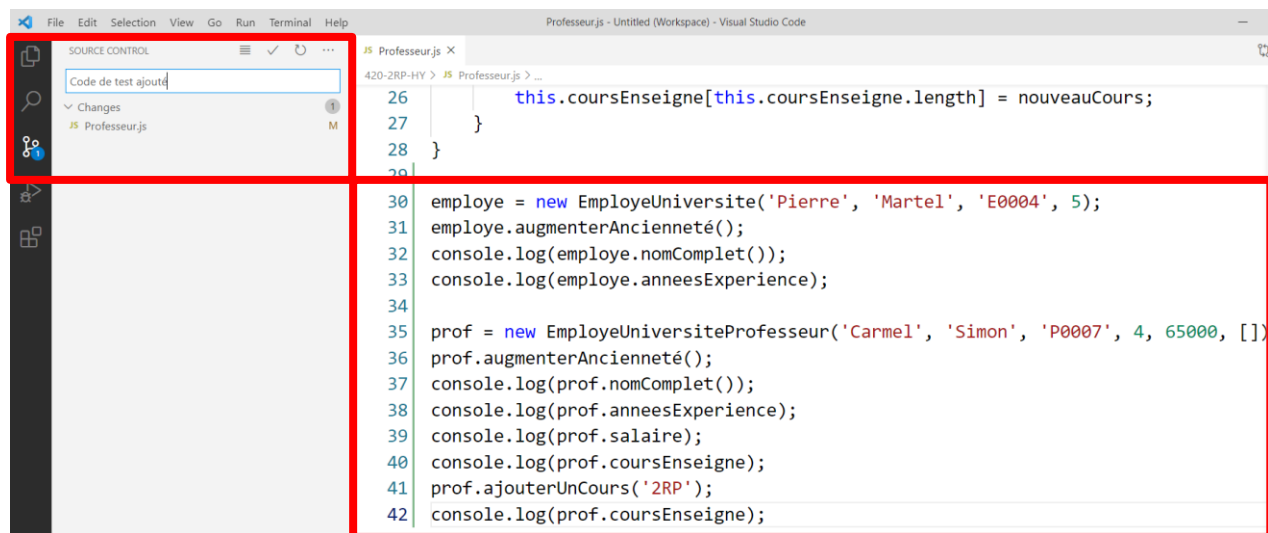 File Edit Selection View Go Run Terminal Help Professeur.js - Untitled (Workspace) - Visual Studio Code
SOURCE CONTROL
Code de test ajouté
Changes 1
JS Professeur.js M
1
JS Professeur.js
420-2RP-HY > JS Professeur.js > ...
26 this.coursEnseigne[this.coursEnseigne.length] = nouveauCours;
27 }
28 }
29
30 employe = new EmployeUniversite('Pierre', 'Martel', 'E0004', 5);
31 employe.augmenterAncienneté();
32 console.log(employe.nomComplet());
33 console.log(employe.anneesExperience);
34
35 prof = new EmployeUniversiteProfesseur('Carmel', 'Simon', 'P0007', 4, 65000, [])
36 prof.augmenterAncienneté();
37 console.log(prof.nomComplet());
38 console.log(prof.anneesExperience);
39 console.log(prof.salaire);
40 console.log(prof.coursEnseigne);
41 prof.ajouterUnCours('2RP');
42 console.log(prof.coursEnseigne);